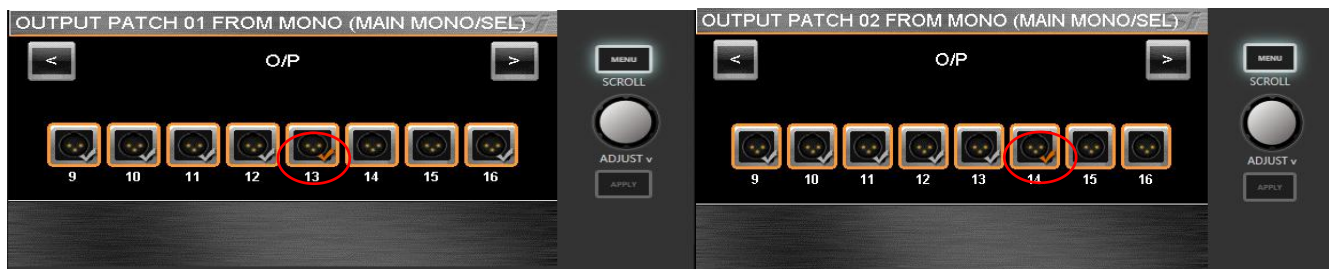 OUTPUT PATCH 01 FROM MONO (MAIN MONO/SEL)
Si
< O/P >
9 10 11 12 13 14 15 16
MENU
SCROLL
ADJUST v
APPLY
OUTPUT PATCH 02 FROM MONO (MAIN MONO/SEL)
Si
< O/P >
9 10 11 12 13 14 15 16
MENU
SCROLL
ADJUST v
APPLY